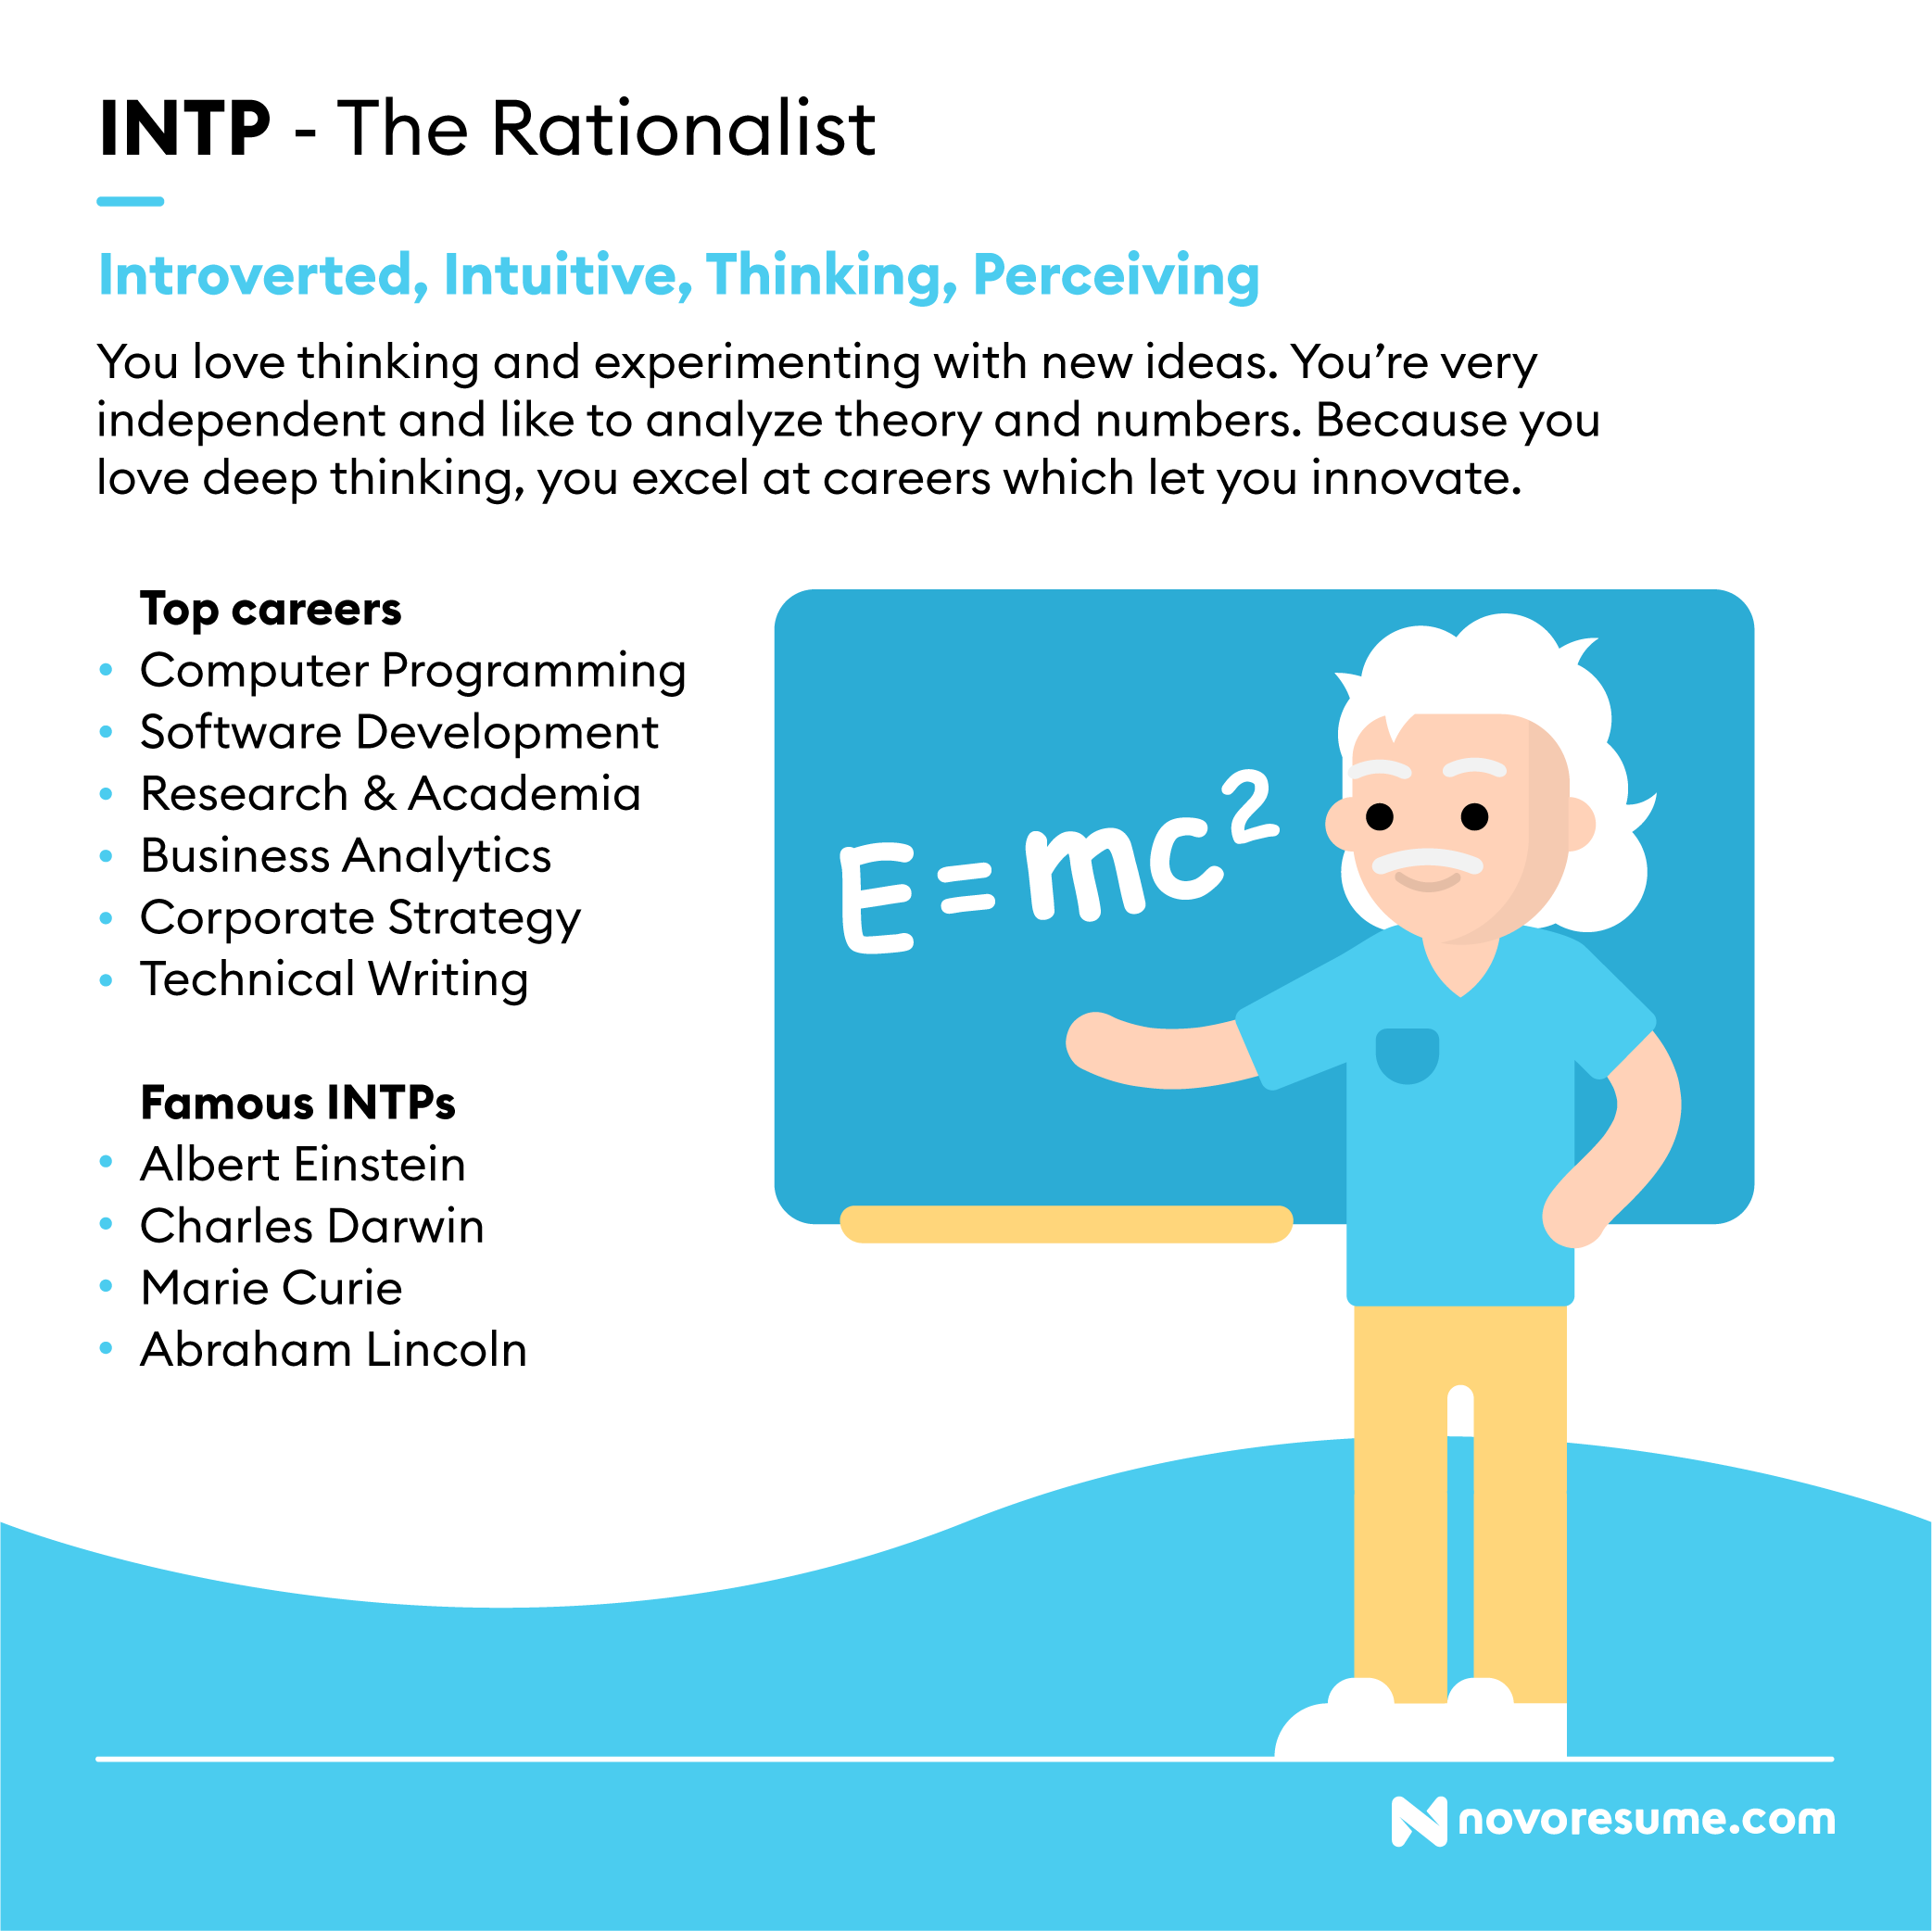 INTP - The Rationalist
Introverted, Intuitive, Thinking, Perceiving
You love thinking and experimenting with new ideas. You’re very
independent and like to analyze theory and numbers. Because you
love deep thinking, you excel at careers which let you innovate.
Top careers
• Computer Programming
• Software Development
• Research & Academia
• Business Analytics
• Corporate Strategy
• Technical Writing
Famous INTPs
• Albert Einstein
• Charles Darwin
• Marie Curie
• Abraham Lincoln
E=mc²
novoresume.com